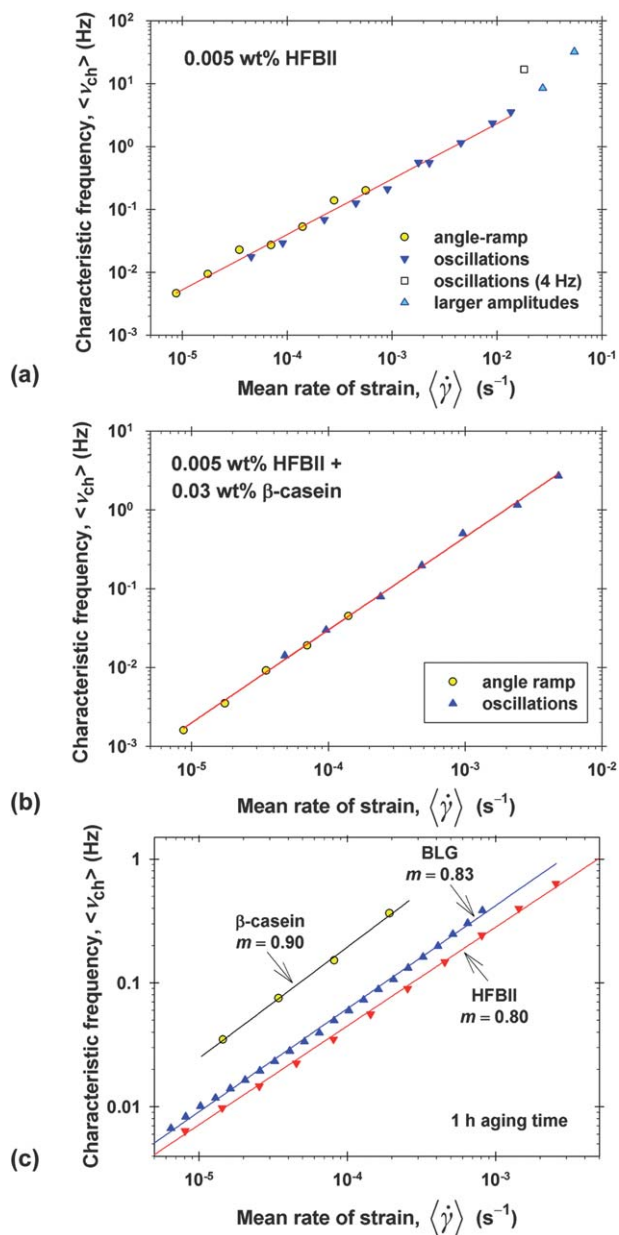 10²
0.005 wt% HFBII
10¹
10⁰
10⁻¹
10⁻²
10⁻³
Characteristic frequency, <ν_ch> (Hz)
angle-ramp
oscillations
oscillations (4 Hz)
larger amplitudes
10⁻⁵ 10⁻⁴ 10⁻³ 10⁻² 10⁻¹
(a)
Mean rate of strain, ⟨γ̇⟩ (s⁻¹)
10¹
0.005 wt% HFBII +
0.03 wt% β-casein
10⁰
10⁻¹
10⁻²
10⁻³
Characteristic frequency, <ν_ch> (Hz)
angle ramp
oscillations
10⁻⁵ 10⁻⁴ 10⁻³ 10⁻²
(b)
Mean rate of strain, ⟨γ̇⟩ (s⁻¹)
1
0.1
0.01
Characteristic frequency, <ν_ch> (Hz)
BLG
m = 0.83
β-casein
m = 0.90
HFBII
m = 0.80
1 h aging time
10⁻⁵ 10⁻⁴ 10⁻³
(c)
Mean rate of strain, ⟨γ̇⟩ (s⁻¹)